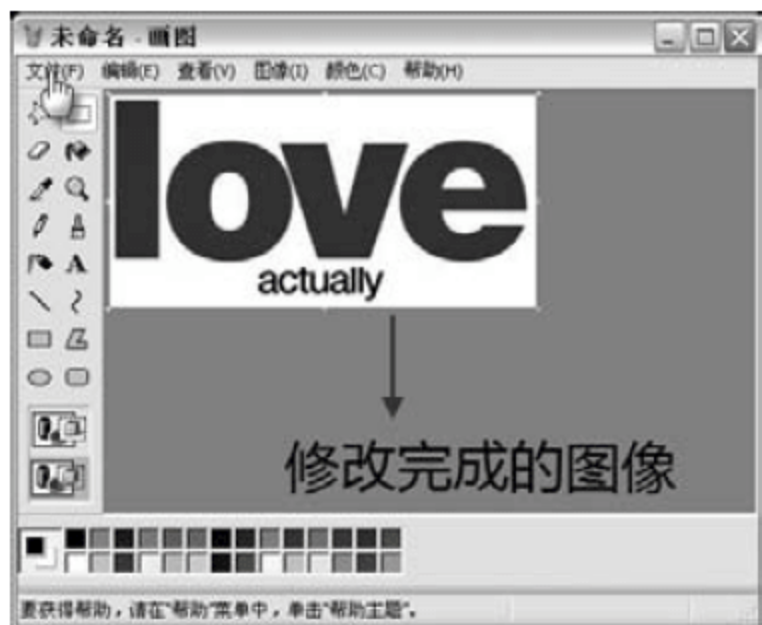 未命名 - 画图
文件(F) 编辑(E) 查看(V) 图像(I) 颜色(C) 帮助(H)
love
actually
A
修改完成的图像
要获得帮助，请在“帮助”菜单中，单击“帮助主题”。